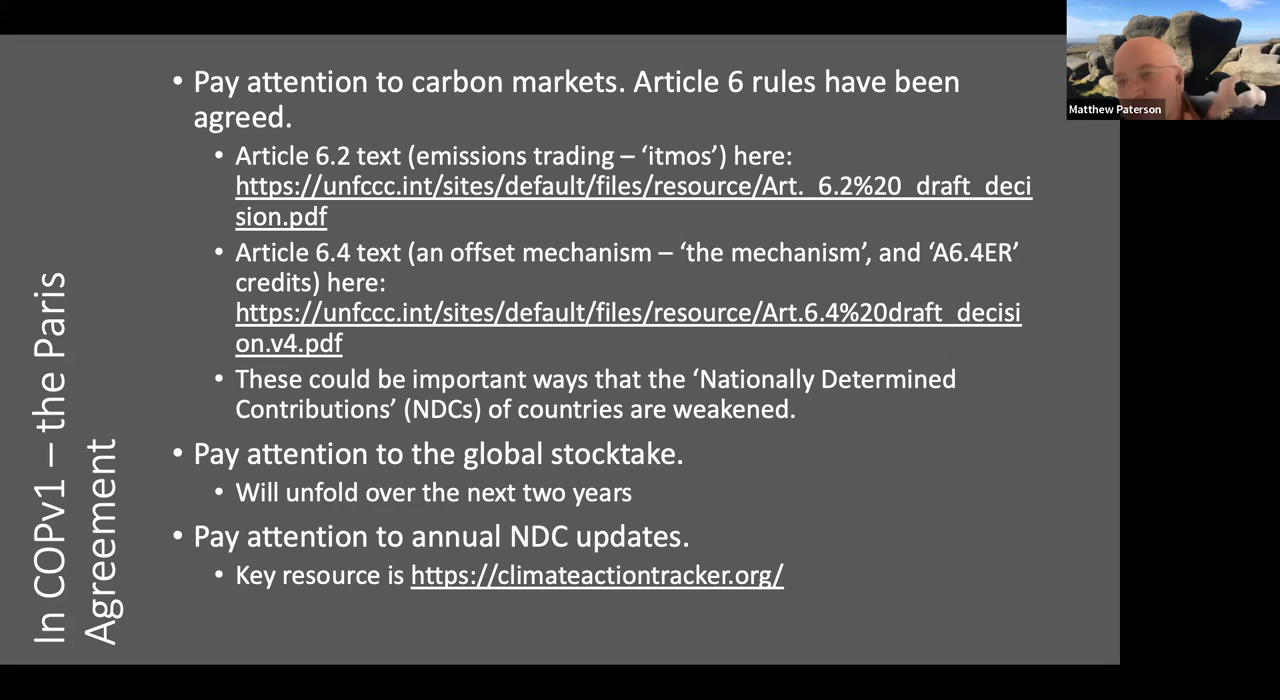 In COPv1 – the Paris
Agreement
• Pay attention to carbon markets. Article 6 rules have been
agreed.
• Article 6.2 text (emissions trading – ‘itmos’) here:
https://unfccc.int/sites/default/files/resource/Art._6.2%20_draft_deci
sion.pdf
• Article 6.4 text (an offset mechanism – ‘the mechanism’, and ‘A6.4ER’
credits) here:
https://unfccc.int/sites/default/files/resource/Art.6.4%20draft_decisi
on.v4.pdf
• These could be important ways that the ‘Nationally Determined
Contributions’ (NDCs) of countries are weakened.
• Pay attention to the global stocktake.
• Will unfold over the next two years
• Pay attention to annual NDC updates.
• Key resource is https://climateactiontracker.org/
Matthew Paterson